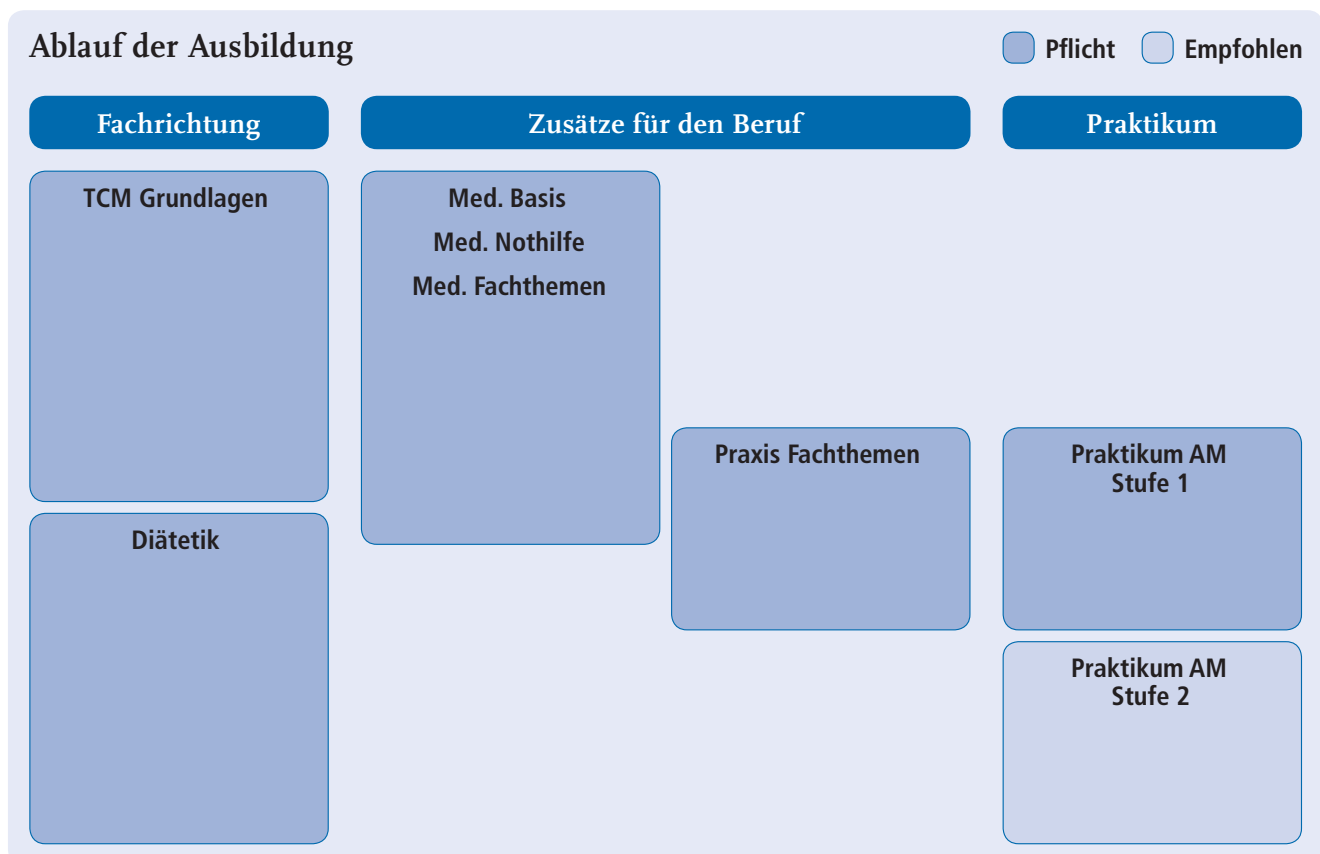 Ablauf der Ausbildung
Pflicht
Empfohlen
Fachrichtung
Zusätze für den Beruf
Praktikum
TCM Grundlagen
Med. Basis
Med. Nothilfe
Med. Fachthemen
Praxis Fachthemen
Praktikum AM
Stufe 1
Diätetik
Praktikum AM
Stufe 2